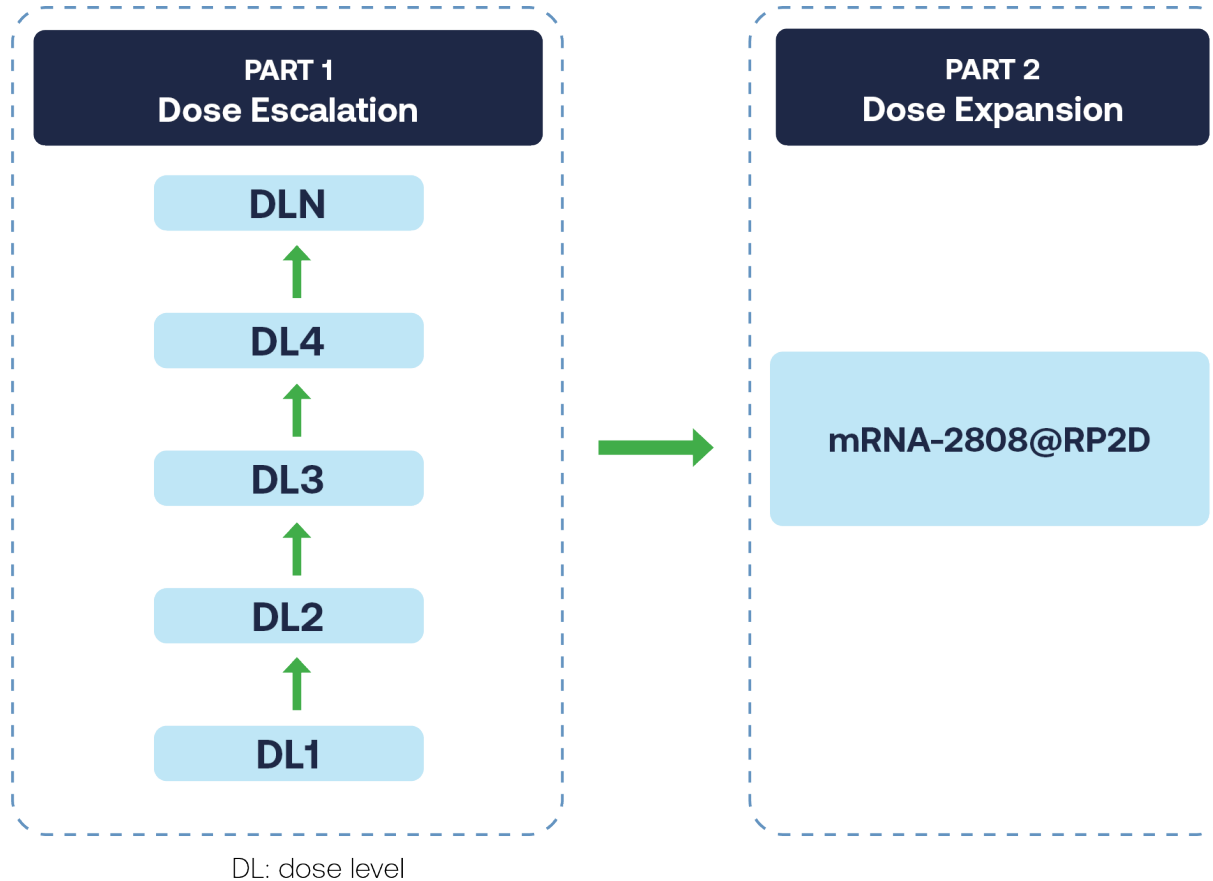 PART 1
Dose Escalation
DLN
DL4
DL3
DL2
DL1
DL: dose level
PART 2
Dose Expansion
mRNA-2808@RP2D